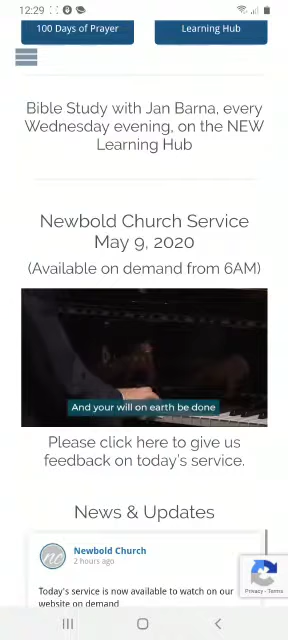 12:29
100 Days of Prayer
Learning Hub
Bible Study with Jan Barna, every
Wednesday evening, on the NEW
Learning Hub
Newbold Church Service
May 9, 2020
(Available on demand from 6AM)
And your will on earth be done
Please click here to give us
feedback on today's service.
News & Updates
nc
Newbold Church
2 hours ago
Today's service is now available to watch on our
website on demand
Privacy - Terms